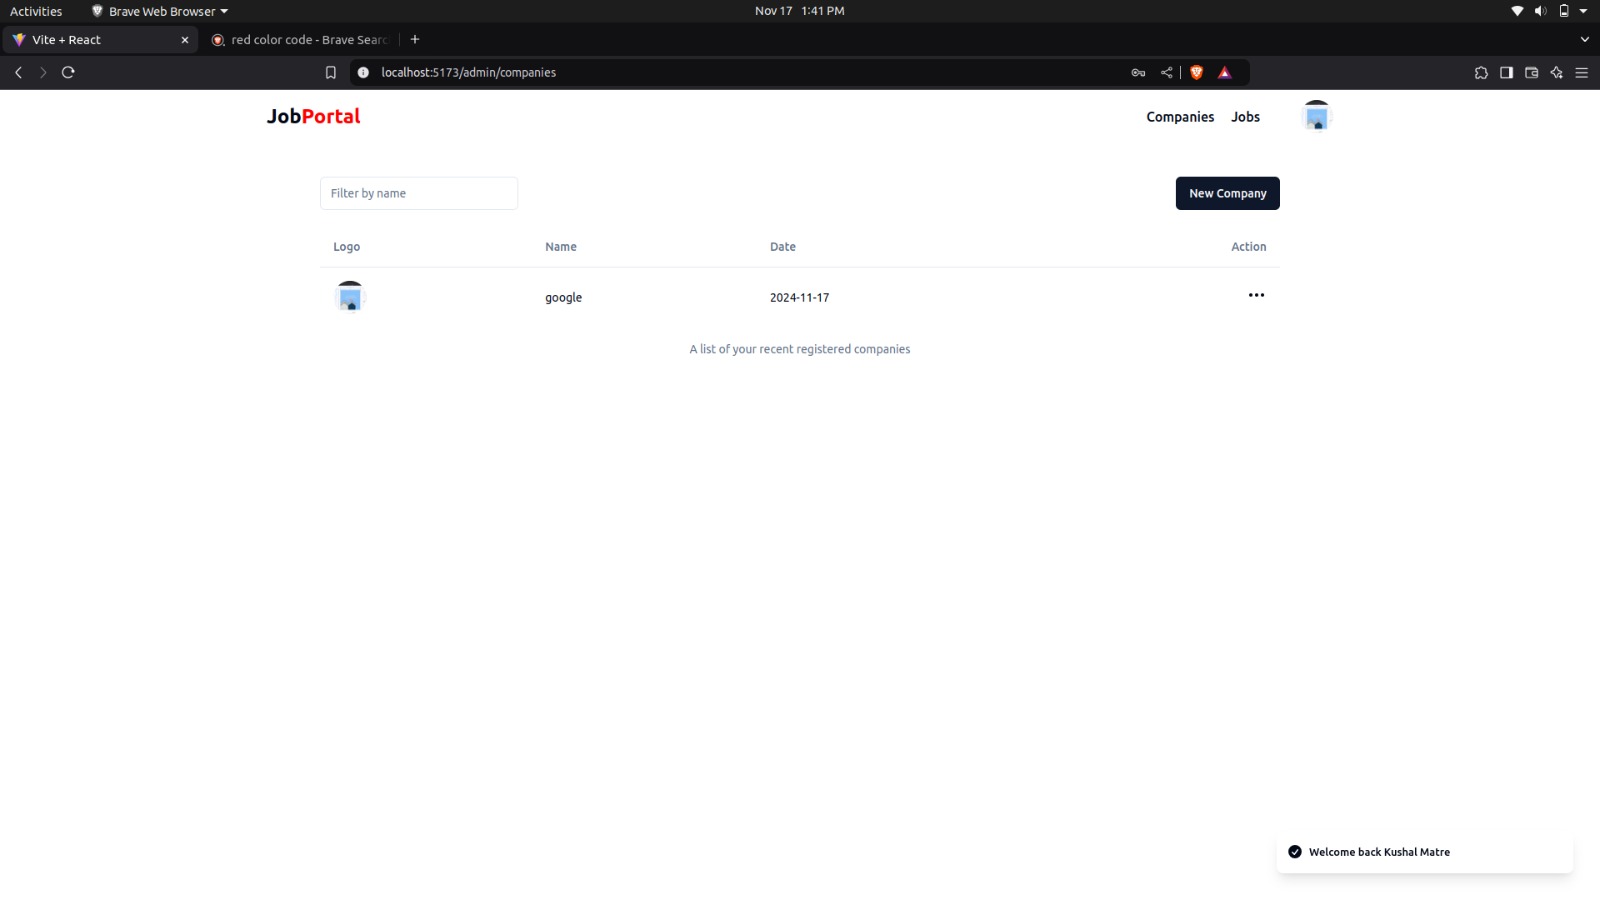 Activities Brave Web Browser Nov 17 1:41 PM
Vite + React red color code - Brave Searc
localhost:5173/admin/companies
JobPortal Companies Jobs
Filter by name New Company
Logo Name Date Action
google 2024-11-17
A list of your recent registered companies
Welcome back Kushal Matre